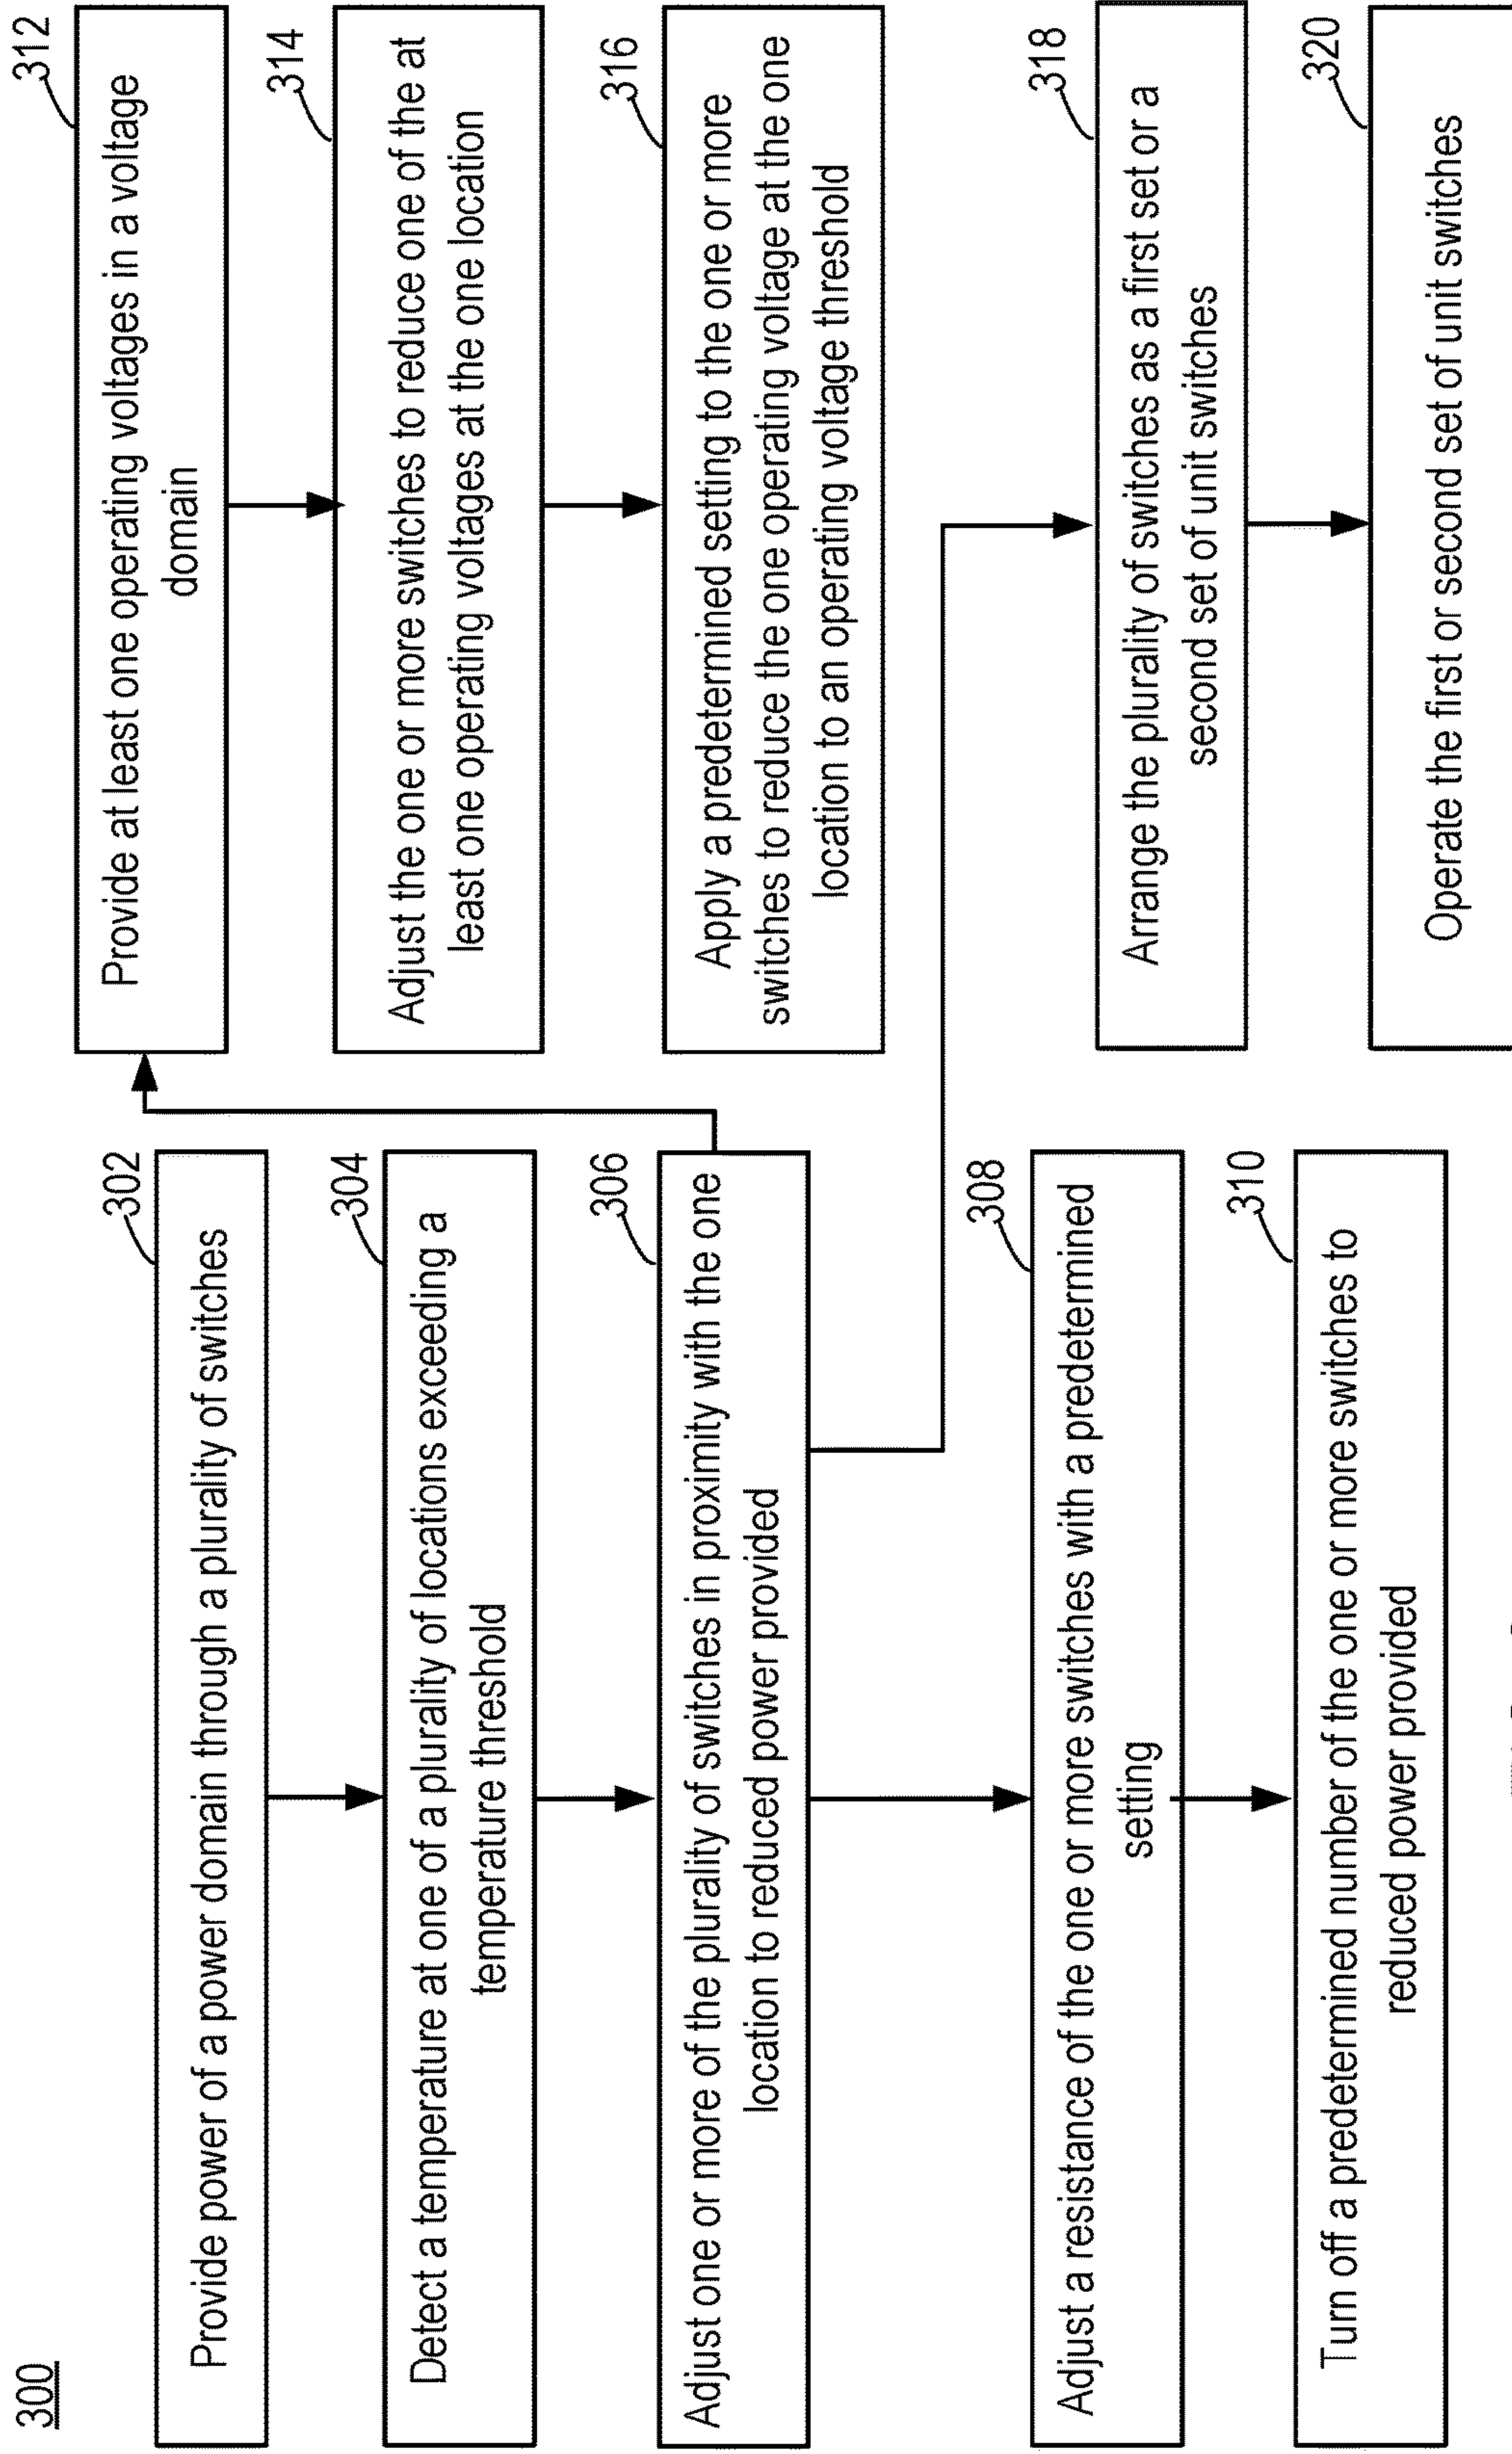 300
302
Provide power of a power domain through a plurality of switches
304
Detect a temperature at one of a plurality of locations exceeding a
temperature threshold
306
Adjust one or more of the plurality of switches in proximity with the one
location to reduced power provided
308
Adjust a resistance of the one or more switches with a predetermined
setting
310
Turn off a predetermined number of the one or more switches to
reduced power provided
312
Provide at least one operating voltages in a voltage
domain
314
Adjust the one or more switches to reduce one of the at
least one operating voltages at the one location
316
Apply a predetermined setting to the one or more
switches to reduce the one operating voltage at the one
location to an operating voltage threshold
318
Arrange the plurality of switches as a first set or a
second set of unit switches
320
Operate the first or second set of unit switches